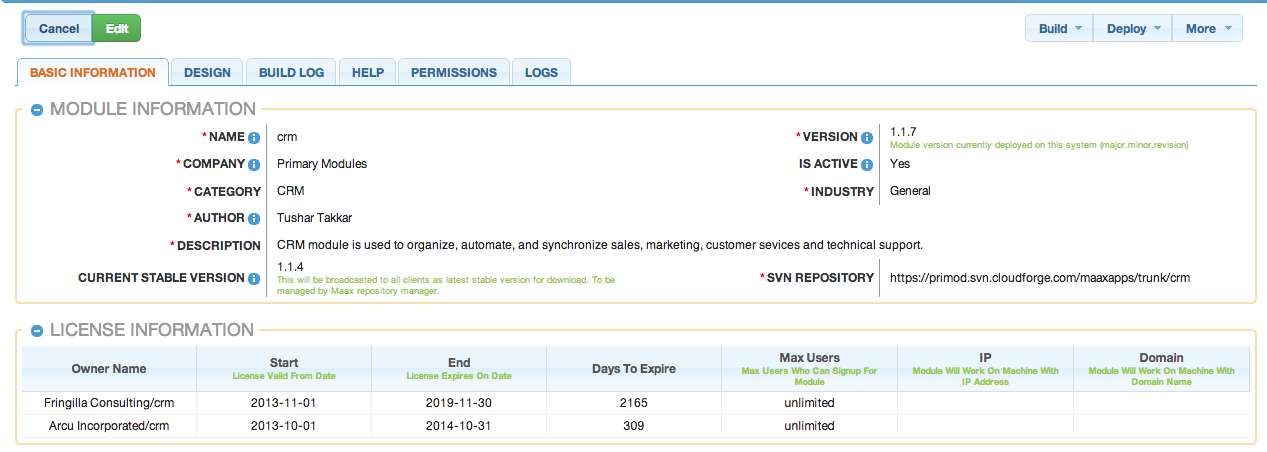 Cancel Edit Build Deploy More
BASIC INFORMATION DESIGN BUILD LOG HELP PERMISSIONS LOGS
MODULE INFORMATION
* NAME crm
* VERSION 1.1.7
Module version currently deployed on this system (major.minor.revision)
* COMPANY Primary Modules
IS ACTIVE Yes
* CATEGORY CRM
* INDUSTRY General
* AUTHOR Tushar Takkar
* DESCRIPTION CRM module is used to organize, automate, and synchronize sales, marketing, customer sevices and technical support.
CURRENT STABLE VERSION 1.1.4
This will be broadcasted to all clients as latest stable version for download. To be
managed by Maax repository manager.
* SVN REPOSITORY https://primod.svn.cloudforge.com/maaxapps/trunk/crm
LICENSE INFORMATION
Owner Name
Start
License Valid From Date
End
License Expires On Date
Days To Expire
Max Users
Max Users Who Can Signup For
Module
IP
Module Will Work On Machine With
IP Address
Domain
Module Will Work On Machine With
Domain Name
Fringilla Consulting/crm 2013-11-01 2019-11-30 2165 unlimited
Arcu Incorporated/crm 2013-10-01 2014-10-31 309 unlimited